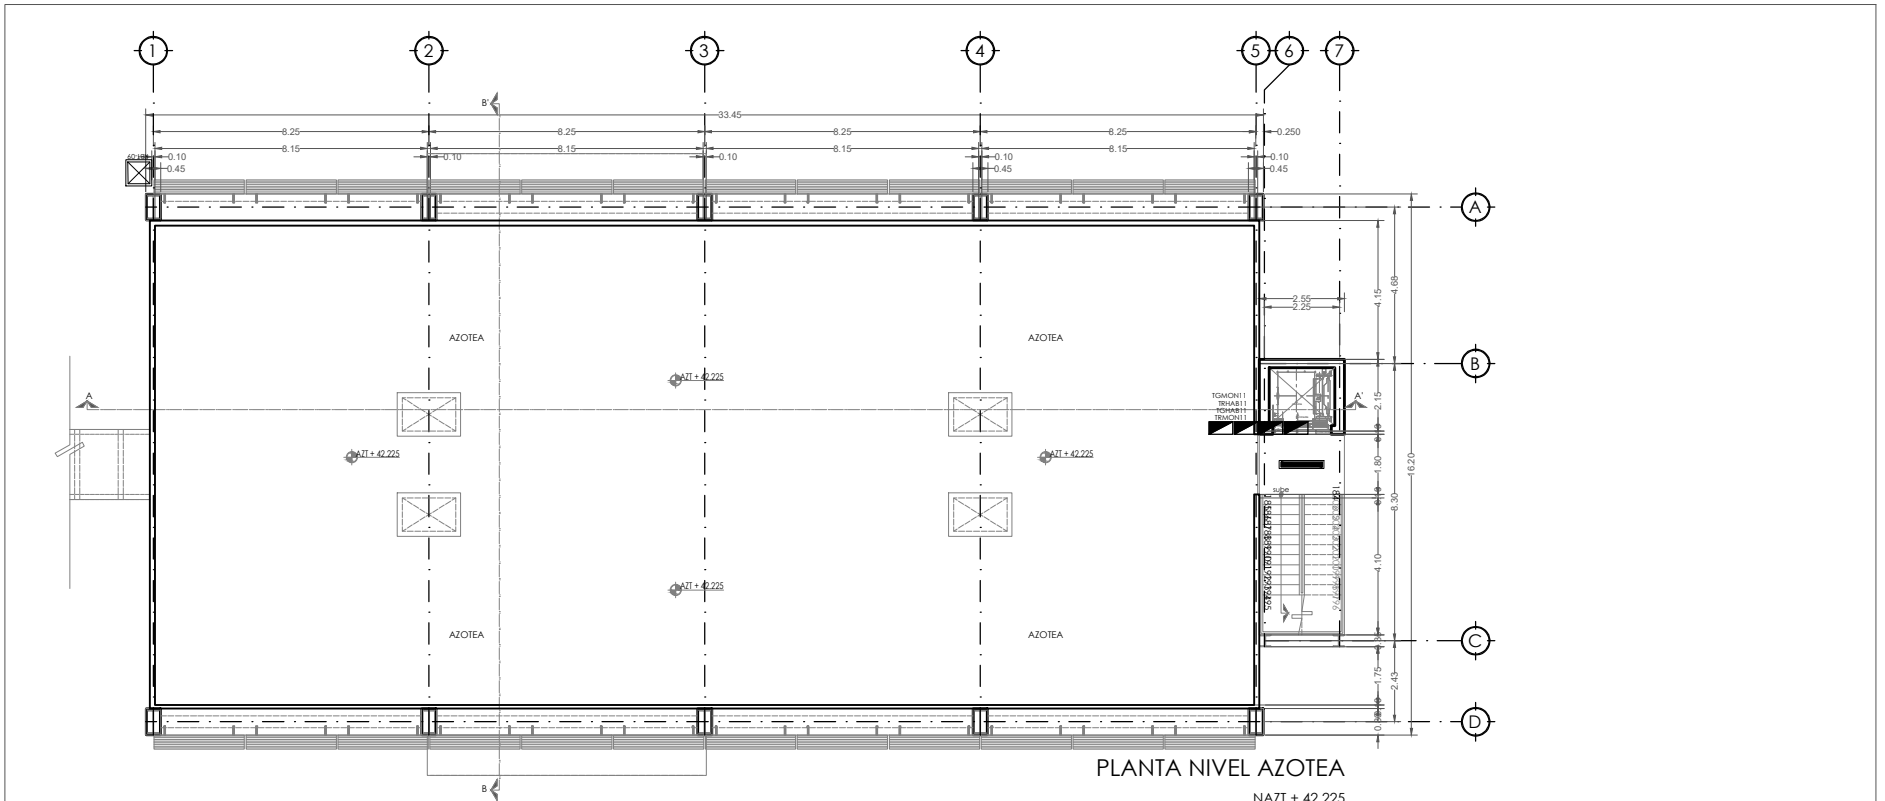 1 2 3 4 5 6 7
B'
33.45
8.25 8.25 8.25 8.25 0.250
8.15 8.15 8.15 8.15
0.10 0.10 0.10 0.10 0.10
0.45 0.45 0.45
A
4.68
4.15
2.55
2.25
AZOTEA AZOTEA
B
AZT + 42.225
A A'
TGMON11
TRHAB11
TGHAB11
TRMON11
2.15
AZT + 42.225 AZT + 42.225
1.80
16.20
sube
8.30
4.10
AZT + 42.225
AZOTEA AZOTEA
C
1.75
2.43
D
PLANTA NIVEL AZOTEA
B
NAZT + 42.225